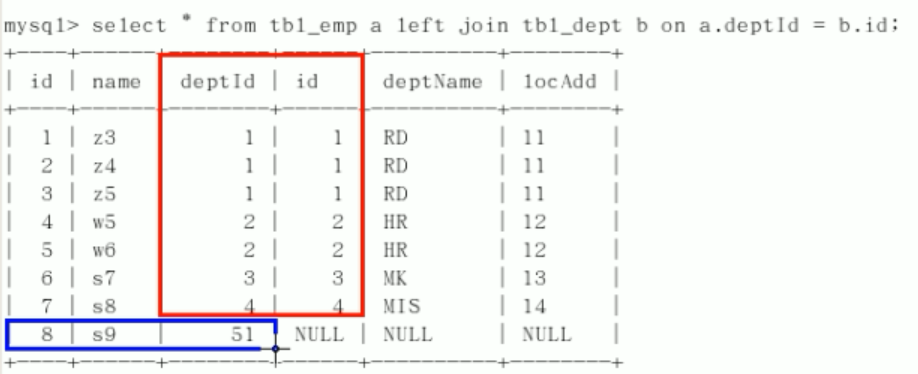 mysql> select * from tbl_emp a left join tbl_dept b on a.deptId = b.id;
+----+------+--------+------+----------+--------+
| id | name | deptId | id | deptName | locAdd |
+----+------+--------+------+----------+--------+
| 1 | z3 | 1 | 1 | RD | 11 |
| 2 | z4 | 1 | 1 | RD | 11 |
| 3 | z5 | 1 | 1 | RD | 11 |
| 4 | w5 | 2 | 2 | HR | 12 |
| 5 | w6 | 2 | 2 | HR | 12 |
| 6 | s7 | 3 | 3 | MK | 13 |
| 7 | s8 | 4 | 4 | MIS | 14 |
| 8 | s9 | 51 | NULL | NULL | NULL |
+----+------+--------+------+----------+--------+